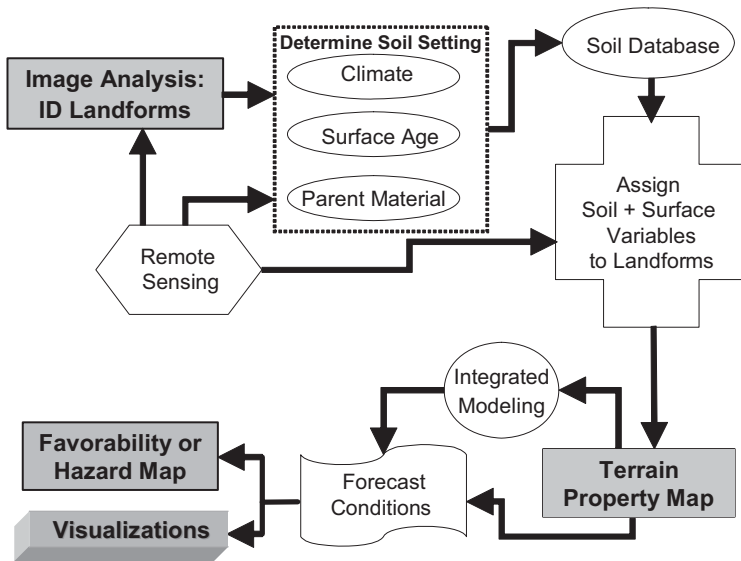 Image Analysis:
ID Landforms
Determine Soil Setting
Climate
Surface Age
Parent Material
Soil Database
Remote
Sensing
Assign
Soil + Surface
Variables
to Landforms
Integrated
Modeling
Terrain
Property Map
Forecast
Conditions
Favorability or
Hazard Map
Visualizations